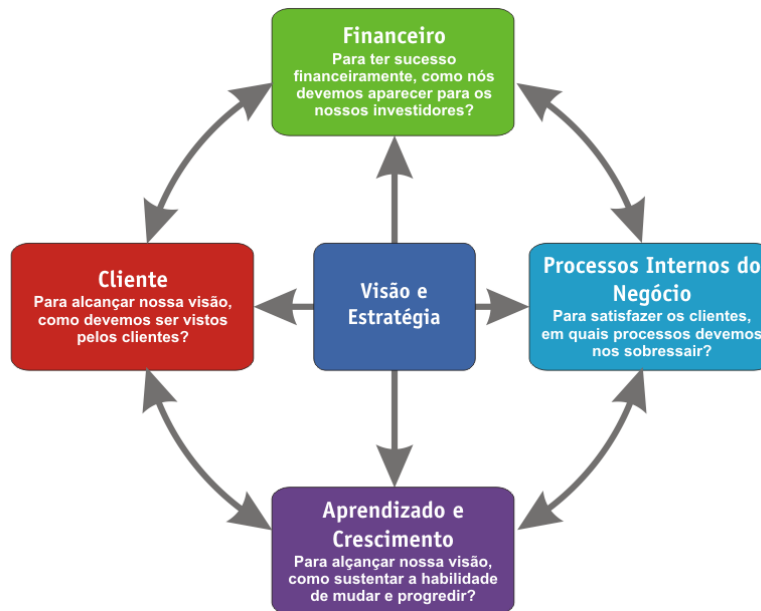 Financeiro
Para ter sucesso
financeiramente, como nós
devemos aparecer para os
nossos investidores?
Cliente
Para alcançar nossa visão,
como devemos ser vistos
pelos clientes?
Visão e
Estratégia
Processos Internos do
Negócio
Para satisfazer os clientes,
em quais processos devemos
nos sobressair?
Aprendizado e
Crescimento
Para alçançar nossa visão,
como sustentar a habilidade
de mudar e progredir?